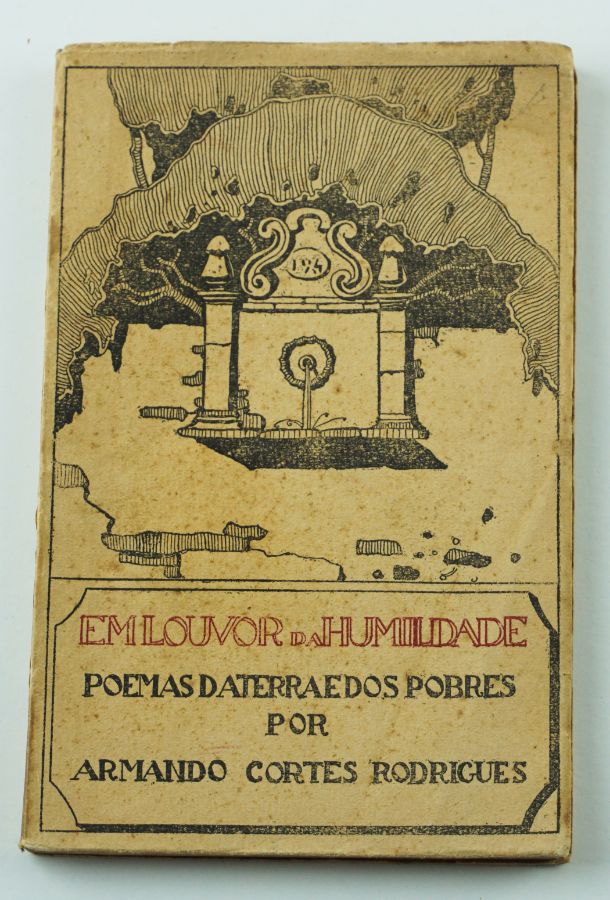 EM LOUVOR DA HUMILDADE
POEMAS DA TERRA E DOS POBRES
POR
ARMANDO CORTES RODRIGUES